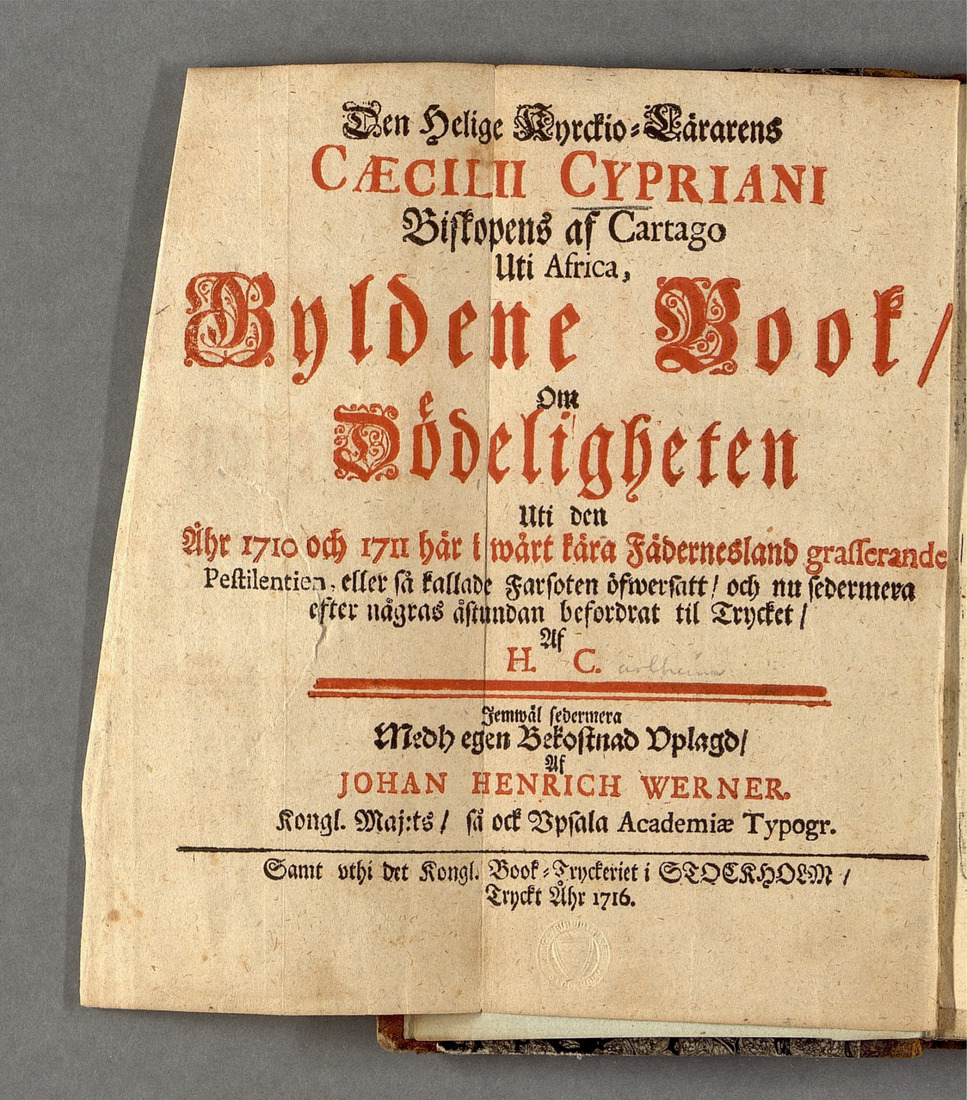 Den Helige Kyrckio-Lärarens
CÆCILII CYPRIANI
Biskopens af Cartago
Uti Africa,
Gyldene Book/
Om
Dödeligheten
Uti den
Åhr 1710 och 1711 här i wårt kära Fädernesland grasserande
Pestilentien, eller så kallade Farsoten öfwersatt/ och nu sedermera
efter någras åstundan befordrat til Trycket/
Af
H. C.
Jemwäl sedermera
Medh egen Bekostnad Vplagd/
Af
JOHAN HENRICH WERNER.
Kongl. Maj:ts/ så ock Vpsala Academiæ Typogr.
Samt vthi det Kongl. Book-Tryckeriet i STOCKHOLM/
Tryckt Åhr 1716.